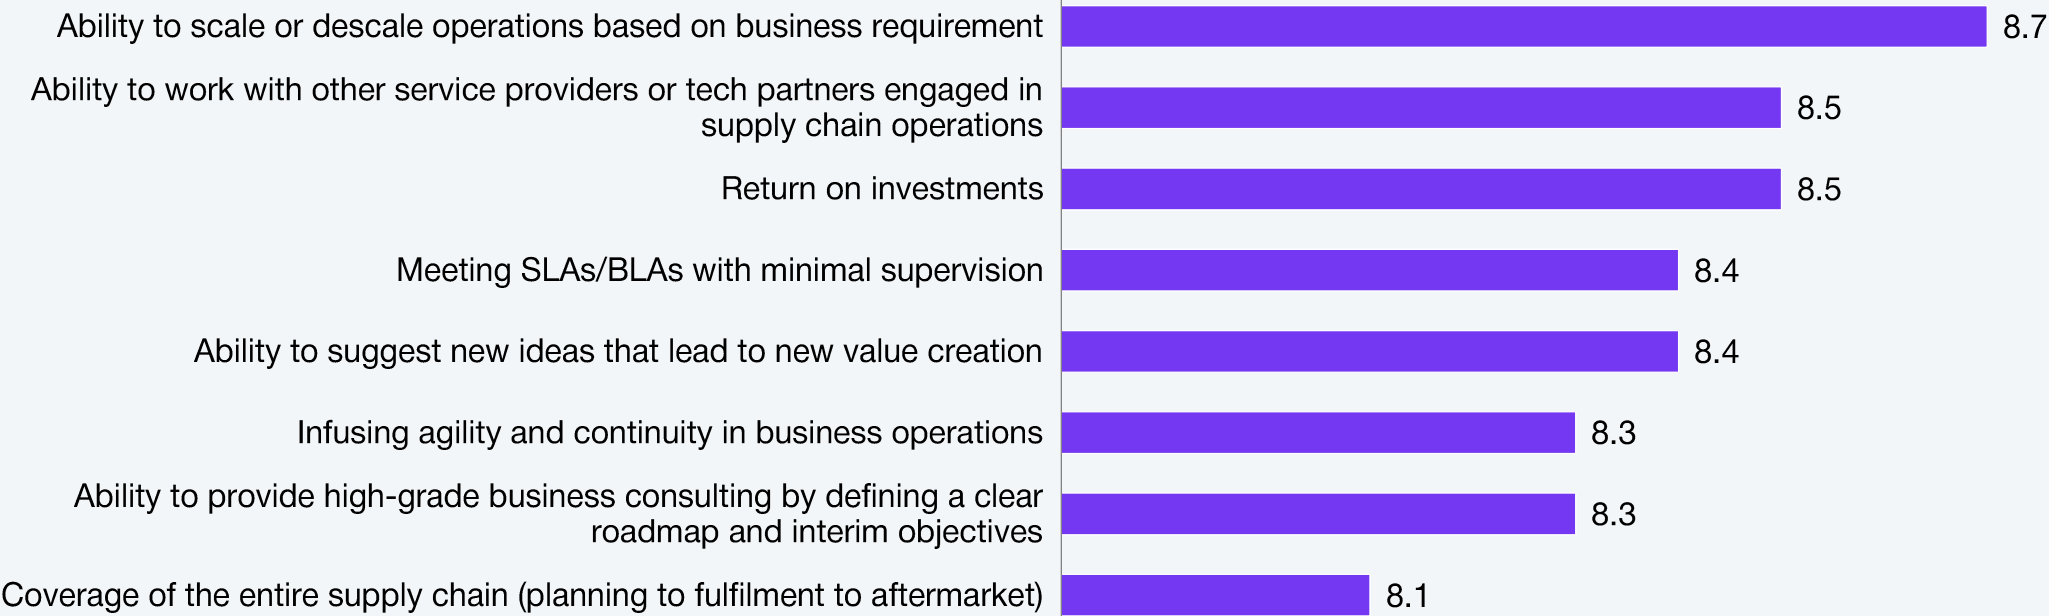 Ability to scale or descale operations based on business requirement 8.7
Ability to work with other service providers or tech partners engaged in
supply chain operations 8.5
Return on investments 8.5
Meeting SLAs/BLAs with minimal supervision 8.4
Ability to suggest new ideas that lead to new value creation 8.4
Infusing agility and continuity in business operations 8.3
Ability to provide high-grade business consulting by defining a clear
roadmap and interim objectives 8.3
Coverage of the entire supply chain (planning to fulfilment to aftermarket) 8.1